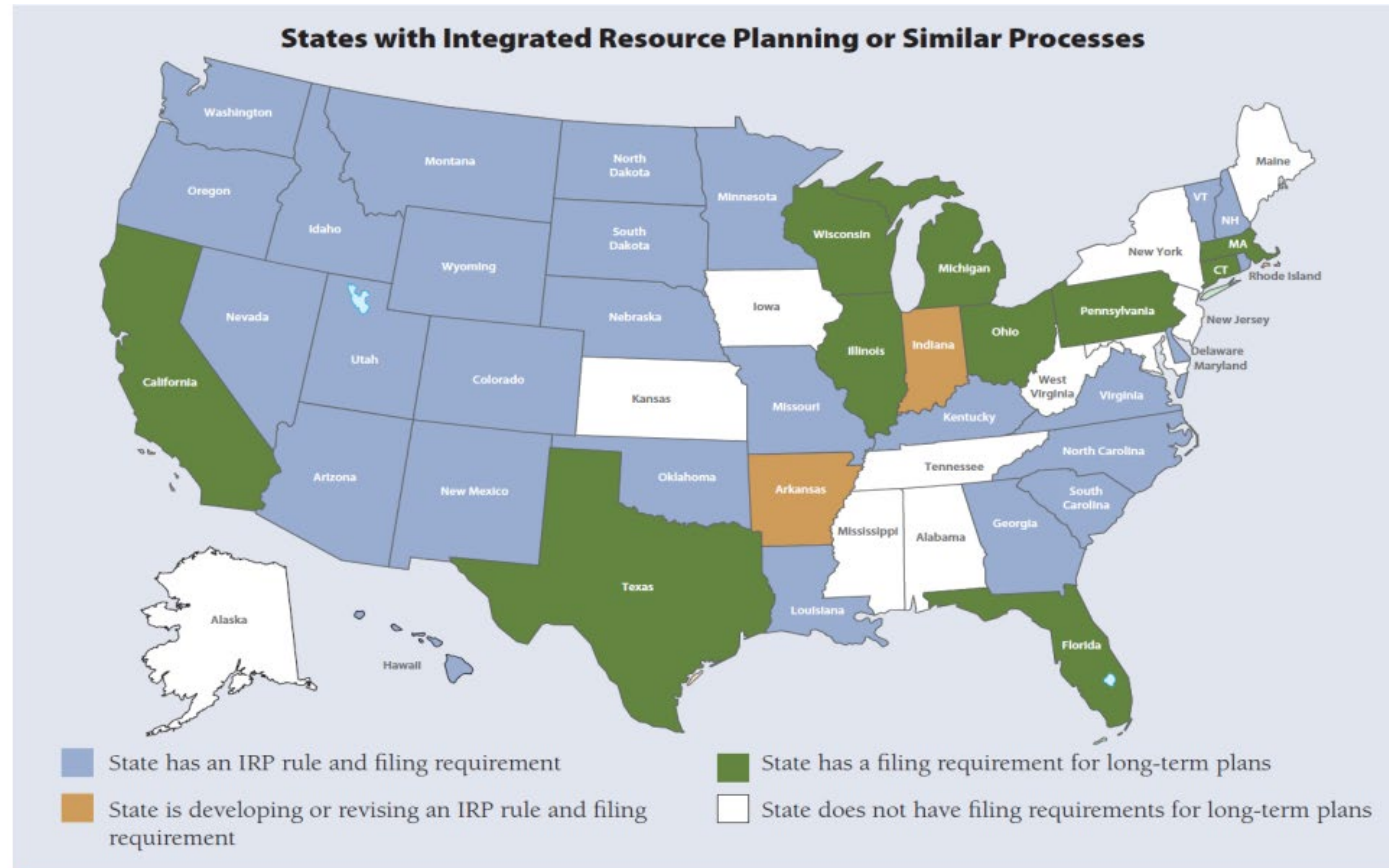 States with Integrated Resource Planning or Similar Processes
Washington
Montana
North
Dakota
Minnesota
Maine
Oregon
Idaho
VT
NH
South
Dakota
Wisconsin
MA
New York
Wyoming
Michigan
CT
Rhode Island
Iowa
Pennsylvania
Nevada
Nebraska
New Jersey
Ohio
Indiana
Illinois
Delaware
Maryland
Utah
California
Colorado
West
Virginia
Virginia
Kansas
Missouri
Kentucky
North Carolina
Tennessee
Arizona
New Mexico
Oklahoma
Arkansas
South
Carolina
Mississippi
Alabama
Georgia
Texas
Louisiana
Alaska
Florida
Hawaii
State has an IRP rule and filing requirement
State has a filing requirement for long-term plans
State is developing or revising an IRP rule and filing
requirement
State does not have filing requirements for long-term plans